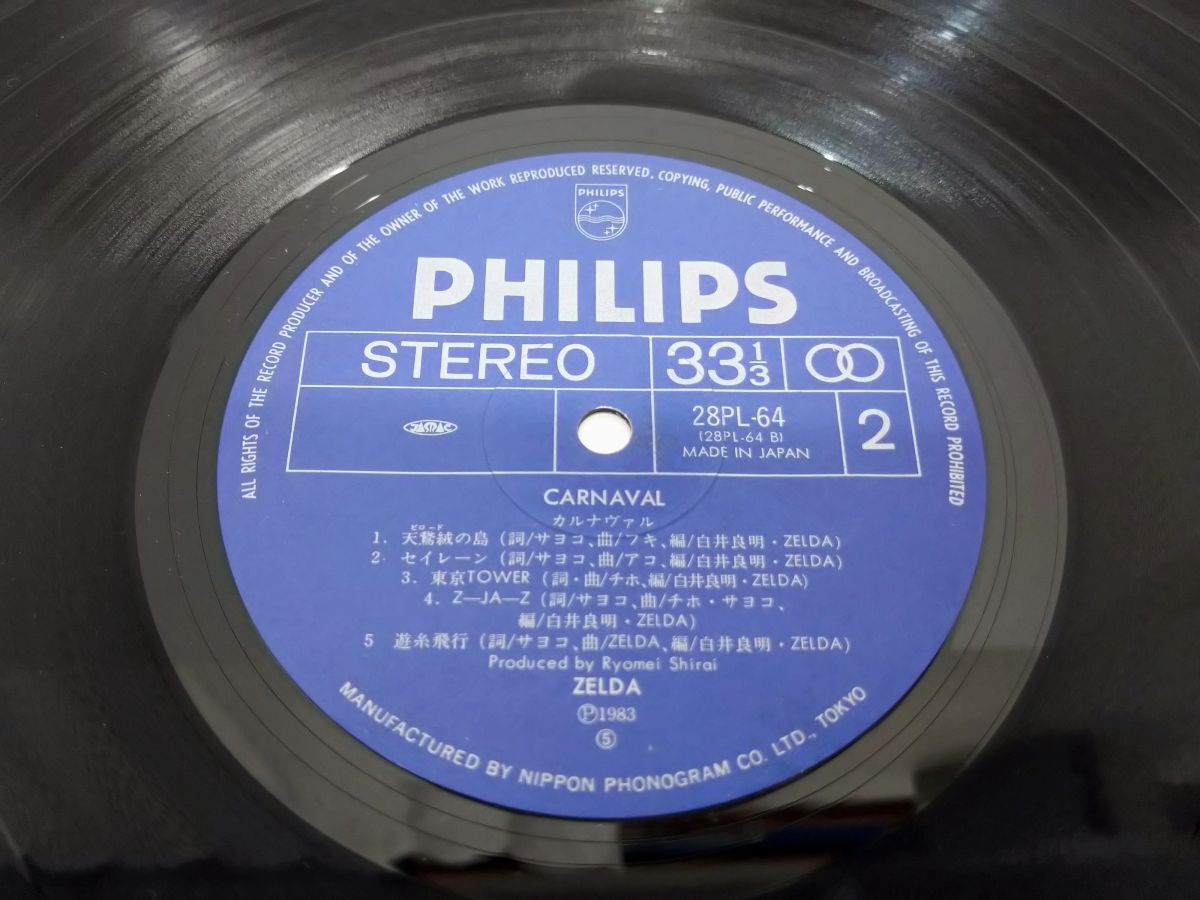 ALL RIGHTS OF THE RECORD PRODUCER AND OF THE OWNER OF THE WORK REPRODUCED RESERVED. COPYING, PUBLIC PERFORMANCE AND BROADCASTING OF THIS RECORD PROHIBITED
PHILIPS
PHILIPS
STEREO 33 1/3
JASRAC 28PL-64 2
(28PL-64 B)
MADE IN JAPAN
CARNAVAL
カルナヴァル
ビロード
1. 天鵞絨の島 (詞/サヨコ、曲/フキ、編/白井良明・ZELDA)
2. セイレーン (詞/サヨコ、曲/アコ、編/白井良明・ZELDA)
3. 東京TOWER (詞・曲/チホ、編/白井良明・ZELDA)
4. Z—JA—Z (詞/サヨコ、曲/チホ・サヨコ、
編/白井良明・ZELDA)
5 遊糸飛行 (詞/サヨコ、曲/ZELDA、編/白井良明・ZELDA)
Produced by Ryomei Shirai
ZELDA
Ⓟ1983
⑤
MANUFACTURED BY NIPPON PHONOGRAM CO. LTD., TOKYO